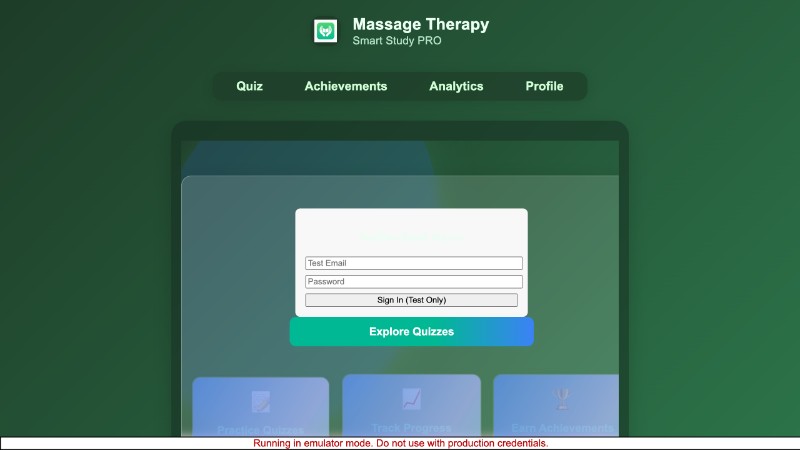 Massage Therapy
Smart Study PRO
Quiz Achievements Analytics Profile
Test Email
Password
Sign In (Test Only)
Explore Quizzes
Practice Quizzes Track Progress Earn Achievements
Running in emulator mode. Do not use with production credentials.